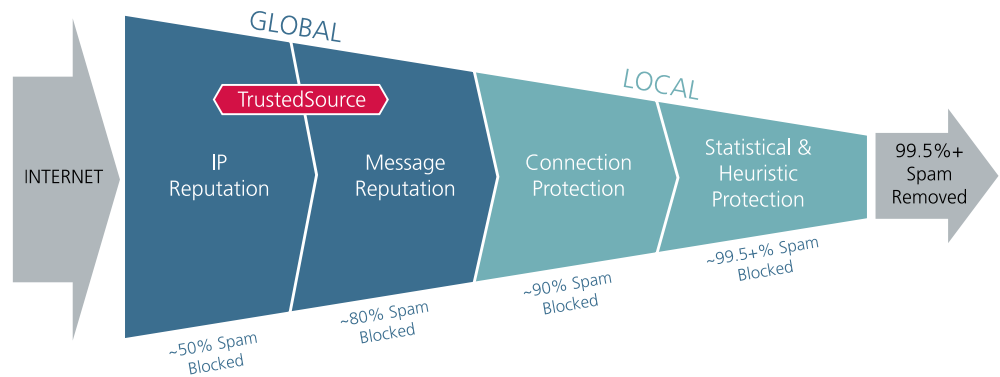 GLOBAL
LOCAL
TrustedSource
INTERNET
IP
Reputation
Message
Reputation
Connection
Protection
Statistical &
Heuristic
Protection
99.5%+
Spam
Removed
~50% Spam
Blocked
~80% Spam
Blocked
~90% Spam
Blocked
~99.5+% Spam
Blocked